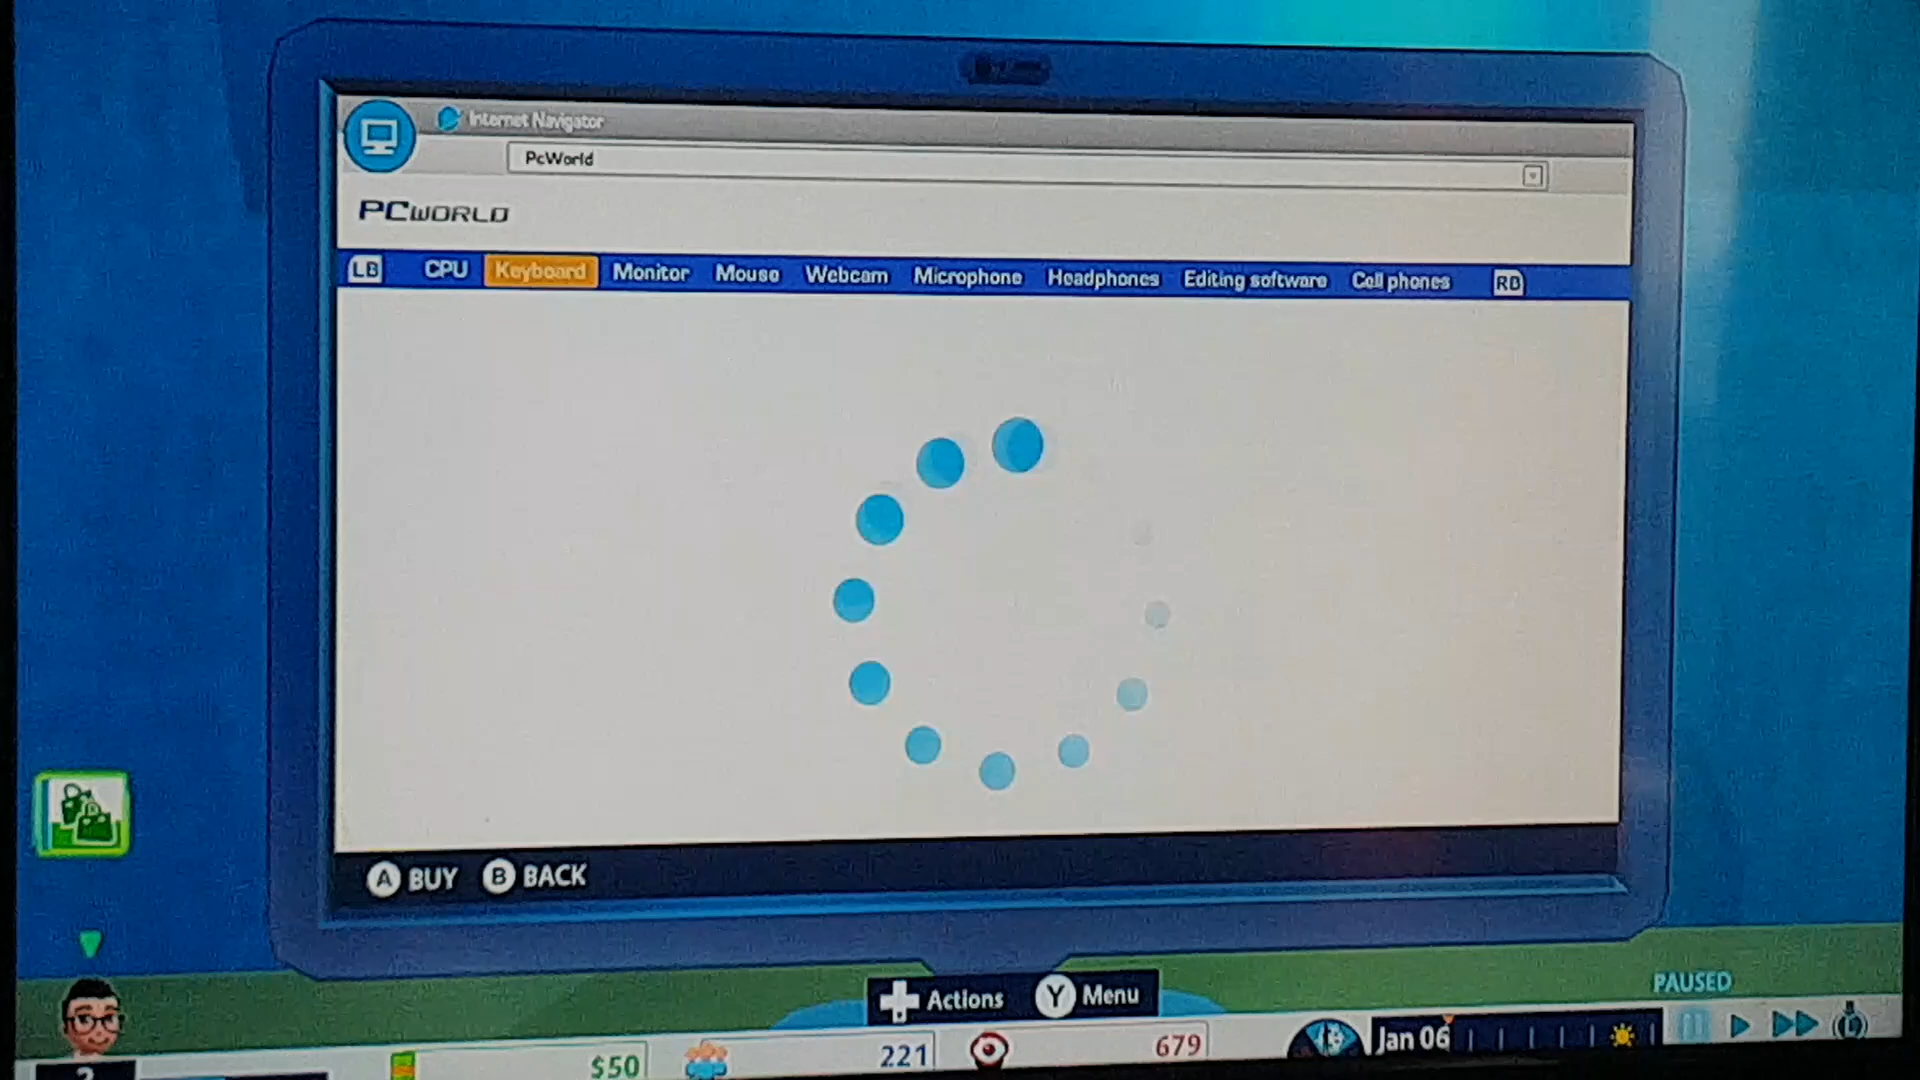 Internet Navigator
PcWorld
PCWORLD
LB CPU Keyboard Monitor Mouse Webcam Microphone Headphones Editing software Cell phones RB
A BUY B BACK
PAUSED
Actions Y Menu
$50 221 679 Jan 06
2